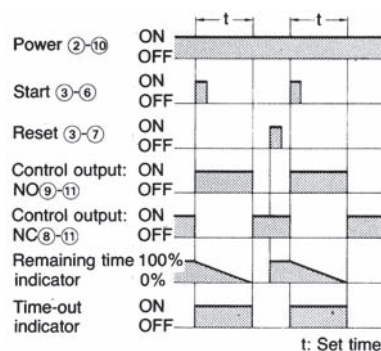 t t
Power ②-⑩ ON
OFF
Start ③-⑥ ON
OFF
Reset ③-⑦ ON
OFF
Control output: ON
NO⑨-⑪ OFF
Control output: ON
NC⑧-⑪ OFF
Remaining time 100%
indicator 0%
Time-out ON
indicator OFF
t: Set time